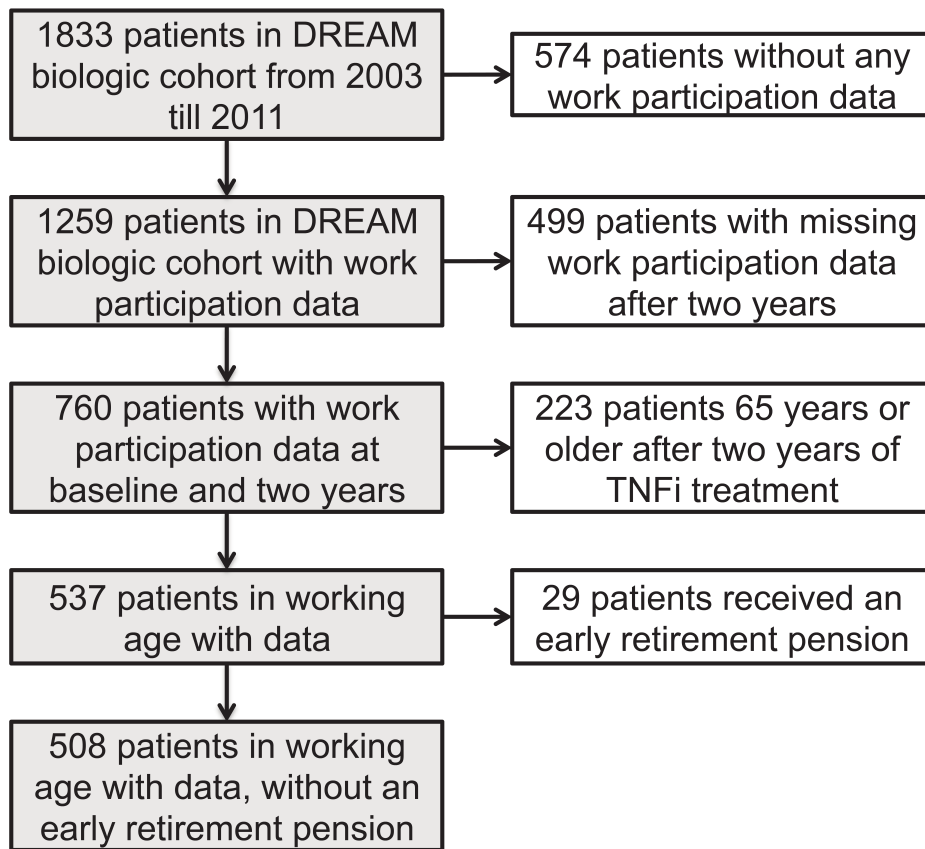 1833 patients in DREAM
biologic cohort from 2003
till 2011
574 patients without any
work participation data
1259 patients in DREAM
biologic cohort with work
participation data
499 patients with missing
work participation data
after two years
760 patients with work
participation data at
baseline and two years
223 patients 65 years or
older after two years of
TNFi treatment
537 patients in working
age with data
29 patients received an
early retirement pension
508 patients in working
age with data, without an
early retirement pension